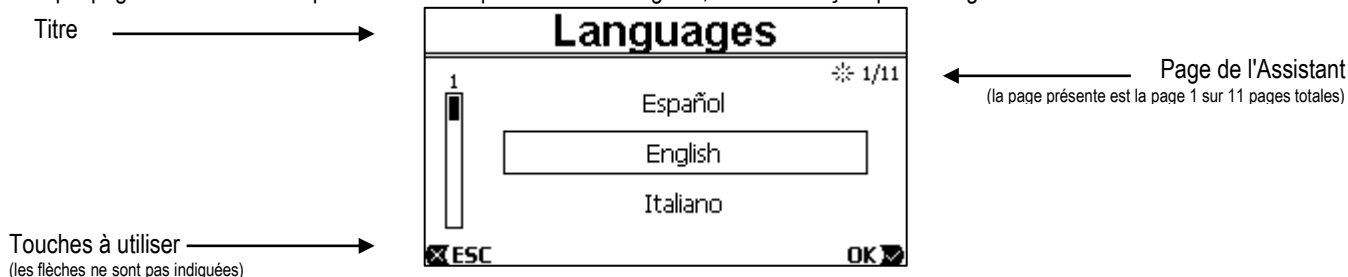 Titre
Languages
1
1/11
Page de l'Assistant
(la page présente est la page 1 sur 11 pages totales)
Español
English
Italiano
Touches à utiliser
(les flèches ne sont pas indiquées)
ESC
OK